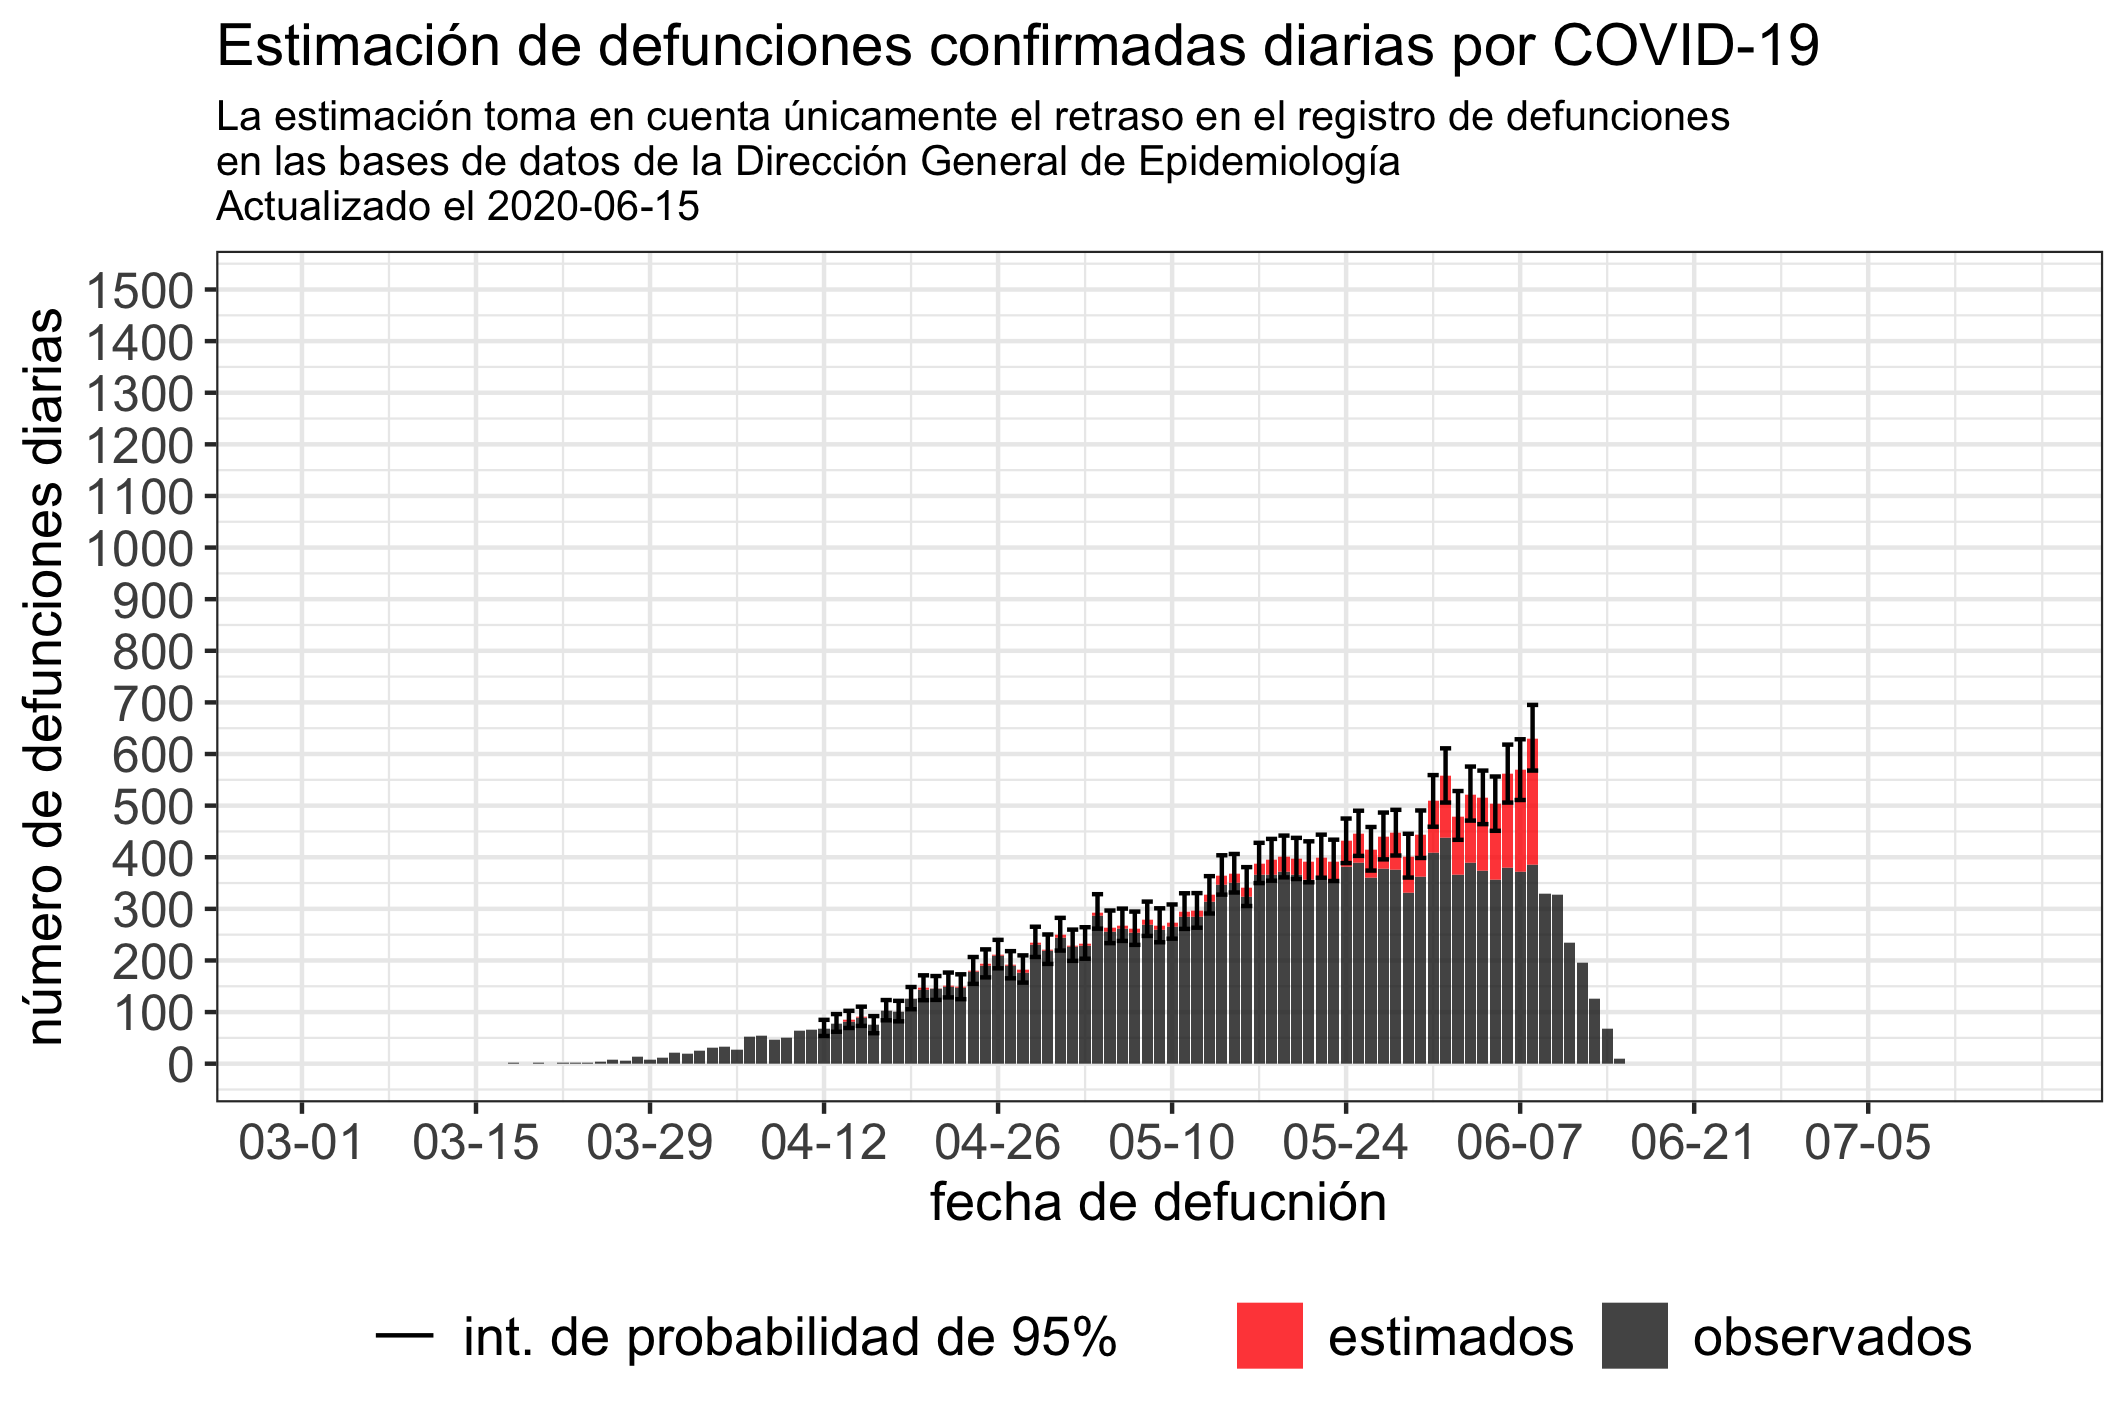 Estimación de defunciones confirmadas diarias por COVID-19
La estimación toma en cuenta únicamente el retraso en el registro de defunciones
en las bases de datos de la Dirección General de Epidemiología
Actualizado el 2020-06-15
número de defunciones diarias
1500
1400
1300
1200
1100
1000
900
800
700
600
500
400
300
200
100
0
03-01 03-15 03-29 04-12 04-26 05-10 05-24 06-07 06-21 07-05
fecha de defucnión
int. de probabilidad de 95% estimados observados